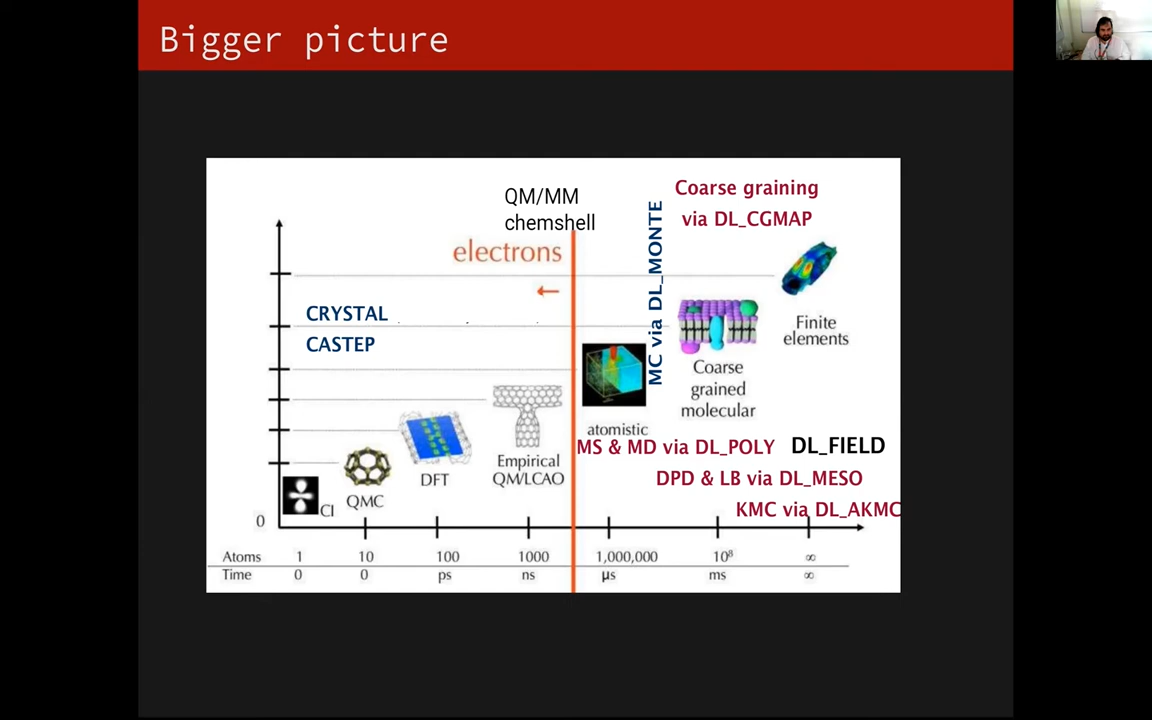 Bigger picture
QM/MM
chemshell
electrons
←
CRYSTAL
CASTEP
MC via DL_MONTE
Coarse graining
via DL_CGMAP
Finite
elements
Coarse
grained
molecular
atomistic
MS & MD via DL_POLY
DL_FIELD
DPD & LB via DL_MESO
KMC via DL_AKMC
Empirical
QM/LCAO
DFT
QMC
CI
0
Atoms 1 10 100 1000 1,000,000 10⁸ ∞
Time 0 0 ps ns µs ms ∞